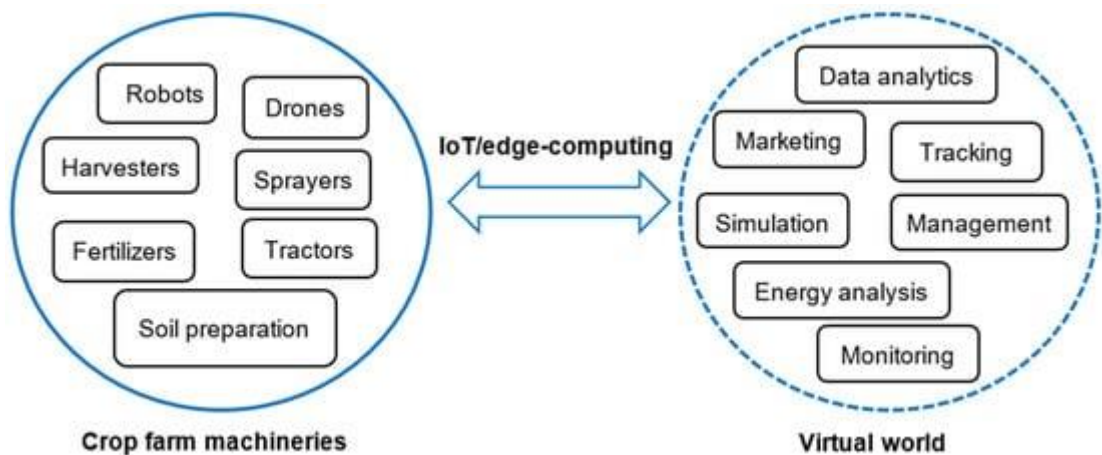 Robots
Drones
Harvesters
Sprayers
Fertilizers
Tractors
Soil preparation
Crop farm machineries
IoT/edge-computing
Data analytics
Marketing
Tracking
Simulation
Management
Energy analysis
Monitoring
Virtual world